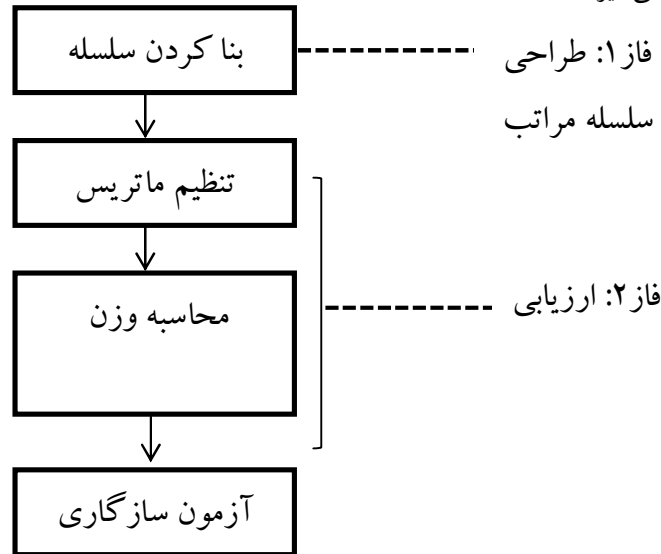 بنا کردن سلسله
فاز۱: طراحی
سلسله مراتب
تنظیم ماتریس
محاسبه وزن
فاز۲: ارزیابی
آزمون سازگاری